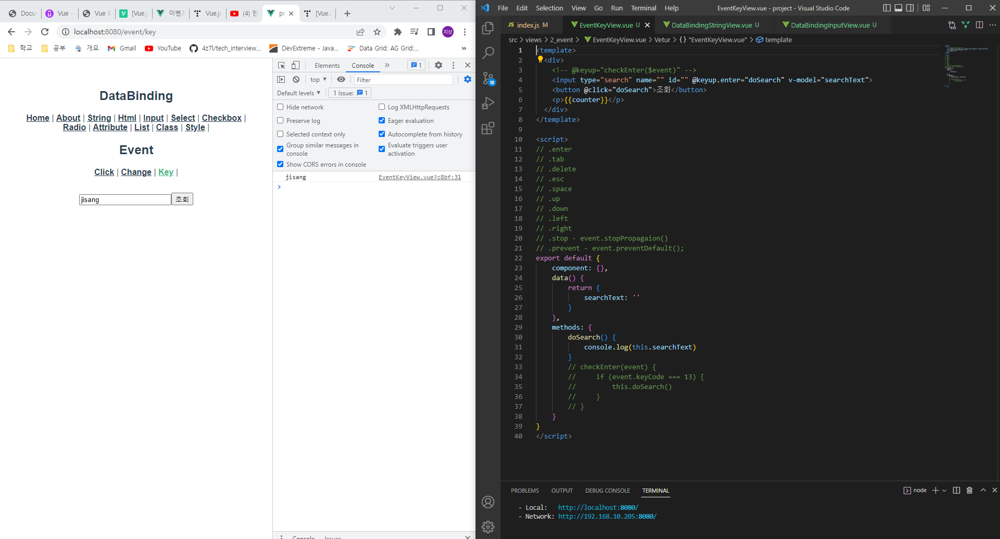 Docu
Vue -
Vue B
[Vue.j
이벤트
Vue.js
(4) 한
pr
[Vue.J
localhost:8080/event/key
지상
학교
공부
개요
Gmail
YouTube
4z7l/tech_interview...
DevExtreme - Java...
Data Grid: AG Grid:...
»
DataBinding
Home | About | String | Html | Input | Select | Checkbox |
Radio | Attribute | List | Class | Style |
Event
Click | Change | Key |
jisang 조회
Elements Console » 1
top ▼ Filter
Default levels ▼ 1 Issue: 1
Hide network Log XMLHttpRequests
Preserve log Eager evaluation
Selected context only Autocomplete from history
Group similar messages in console
Evaluate triggers user activation
Show CORS errors in console
jisang EventKeyView.vue?c8bf:31
>
Console Issues
File Edit Selection View Go Run Terminal Help EventKeyView.vue - project - Visual Studio Code
JS index.js M EventKeyView.vue U DataBindingStringView.vue U DataBindingInputView.vue U
src > views > 2_event > EventKeyView.vue > Vetur > {} "EventKeyView.vue" > template
18
1 <template>
2 <div>
3 <!-- @keyup="checkEnter($event)" -->
4 <input type="search" name="" id="" @keyup.enter="doSearch" v-model="searchText">
5 <button @click="doSearch">조회</button>
6 <p>{{counter}}</p>
7 </div>
8 </template>
9
10 <script>
11 // .enter
12 // .tab
13 // .delete
14 // .esc
15 // .space
16 // .up
17 // .down
18 // .left
19 // .right
20 // .stop - event.stopPropagaion()
21 // .prevent - event.preventDefault();
22 export default {
23 component: {},
24 data() {
25 return {
26 searchText: ''
27 }
28 },
29 methods: {
30 doSearch() {
31 console.log(this.searchText)
32 }
33 // checkEnter(event) {
34 // if (event.keyCode === 13) {
35 // this.doSearch()
36 // }
37 // }
38 }
39 }
40 </script>
PROBLEMS OUTPUT DEBUG CONSOLE TERMINAL node
- Local: http://localhost:8080/
- Network: http://192.168.10.205:8080/